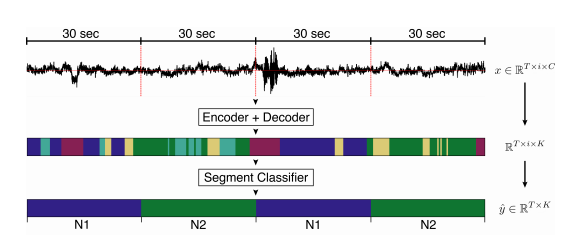 30 sec 30 sec 30 sec 30 sec
x ∈ ℝ^{T×i×C}
Encoder + Decoder
ℝ^{T×i×K}
Segment Classifier
ŷ ∈ ℝ^{T×K}
N1 N2 N1 N2